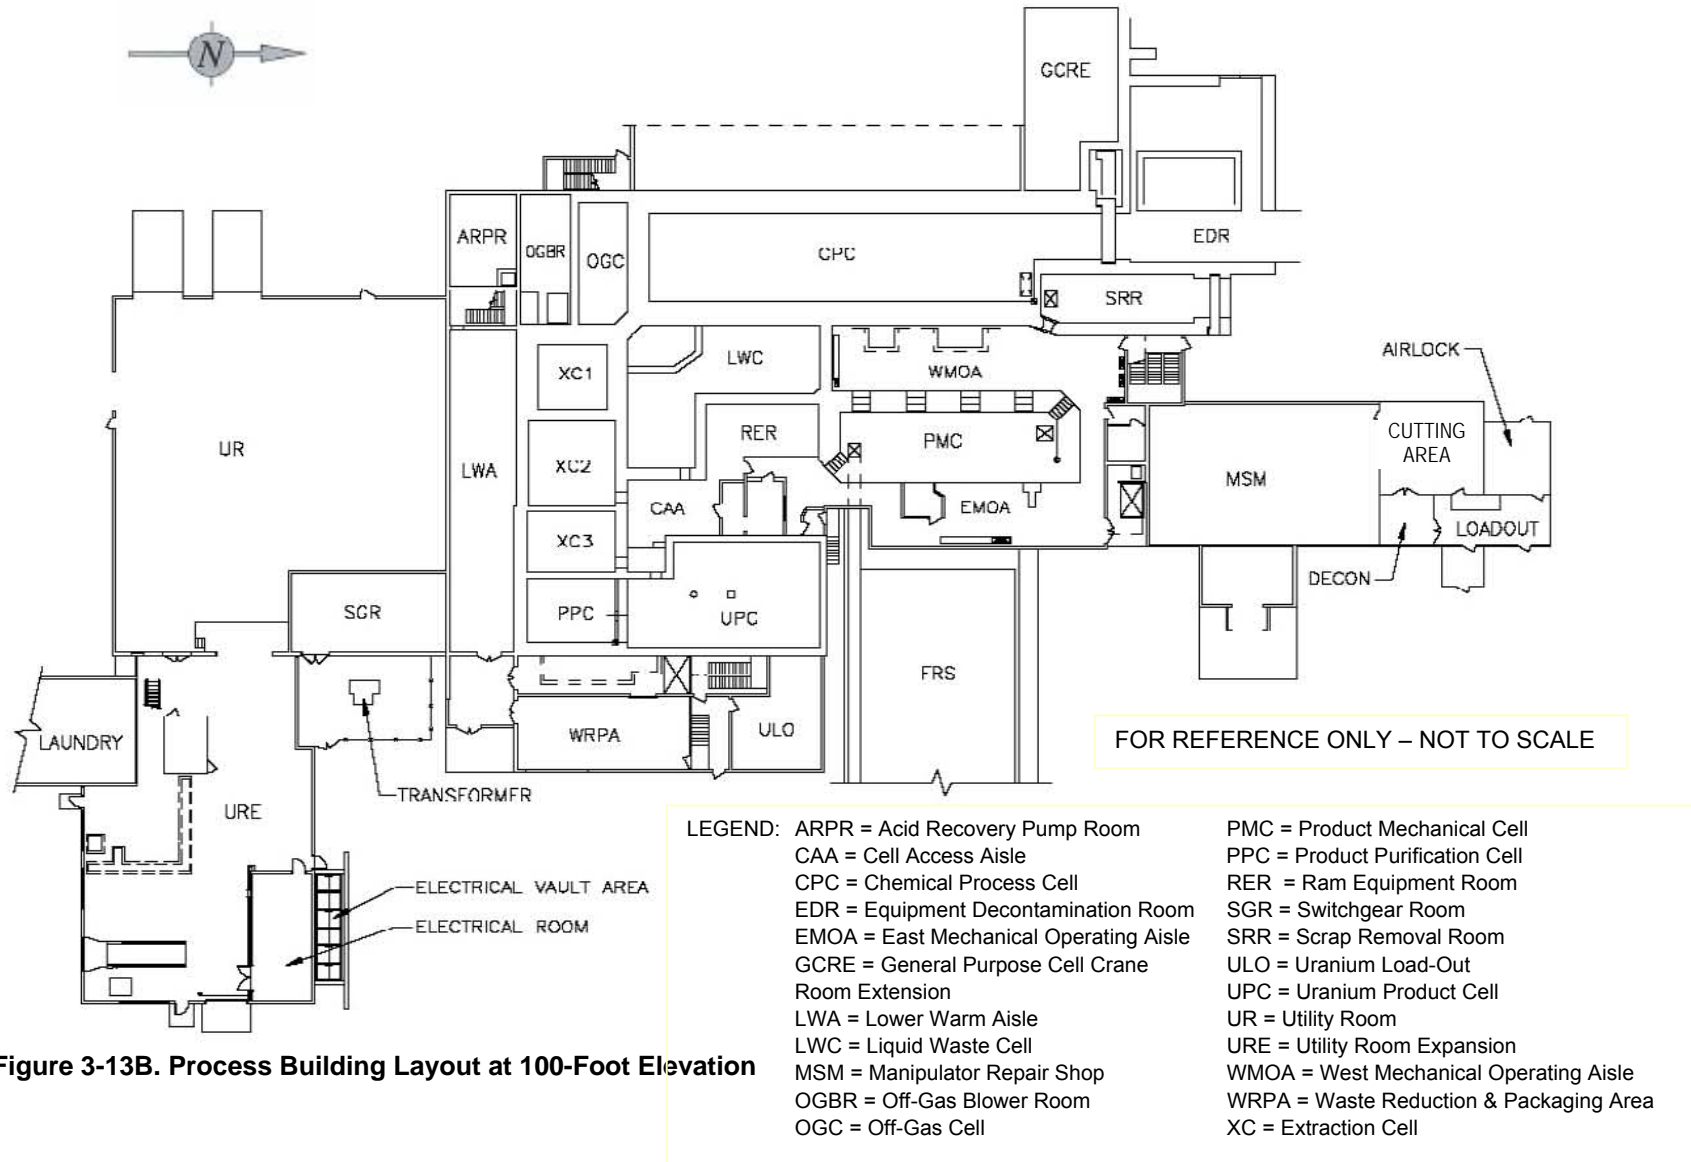 N
GCRE
ARPR
OGBR
OGC
CPC
EDR
SRR
XC1
LWC
WMOA
AIRLOCK
UR
LWA
XC2
RER
PMC
MSM
CUTTING
AREA
CAA
EMOA
LOADOUT
XC3
DECON
SGR
PPC
UPC
FRS
LAUNDRY
WRPA
ULO
TRANSFORMER
URE
ELECTRICAL VAULT AREA
ELECTRICAL ROOM
FOR REFERENCE ONLY – NOT TO SCALE
LEGEND:
ARPR = Acid Recovery Pump Room
CAA = Cell Access Aisle
CPC = Chemical Process Cell
EDR = Equipment Decontamination Room
EMOA = East Mechanical Operating Aisle
GCRE = General Purpose Cell Crane
Room Extension
LWA = Lower Warm Aisle
LWC = Liquid Waste Cell
MSM = Manipulator Repair Shop
OGBR = Off-Gas Blower Room
OGC = Off-Gas Cell
PMC = Product Mechanical Cell
PPC = Product Purification Cell
RER = Ram Equipment Room
SGR = Switchgear Room
SRR = Scrap Removal Room
ULO = Uranium Load-Out
UPC = Uranium Product Cell
UR = Utility Room
URE = Utility Room Expansion
WMOA = West Mechanical Operating Aisle
WRPA = Waste Reduction & Packaging Area
XC = Extraction Cell
Figure 3-13B. Process Building Layout at 100-Foot Elevation